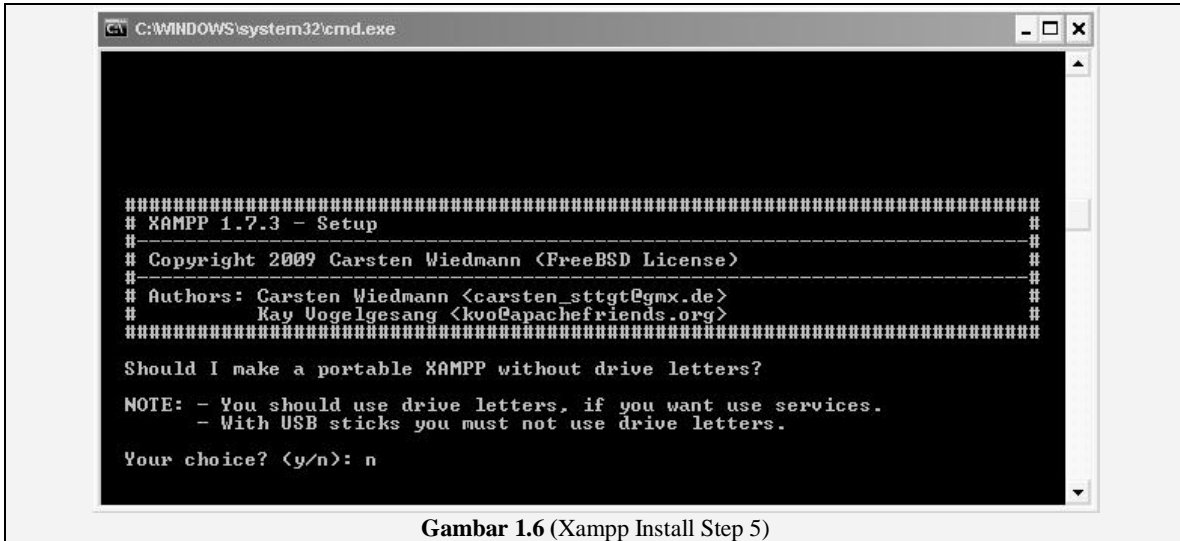 C:\WINDOWS\system32\cmd.exe
############################################################################
# XAMPP 1.7.3 - Setup #
#--------------------------------------------------------------------------#
# Copyright 2009 Carsten Wiedmann (FreeBSD License) #
#--------------------------------------------------------------------------#
# Authors: Carsten Wiedmann <carsten_sttgt@gmx.de> #
# Kay Vogelgesang <kvo@apachefriends.org> #
############################################################################
Should I make a portable XAMPP without drive letters?
NOTE: - You should use drive letters, if you want use services.
- With USB sticks you must not use drive letters.
Your choice? (y/n): n
Gambar 1.6 (Xampp Install Step 5)